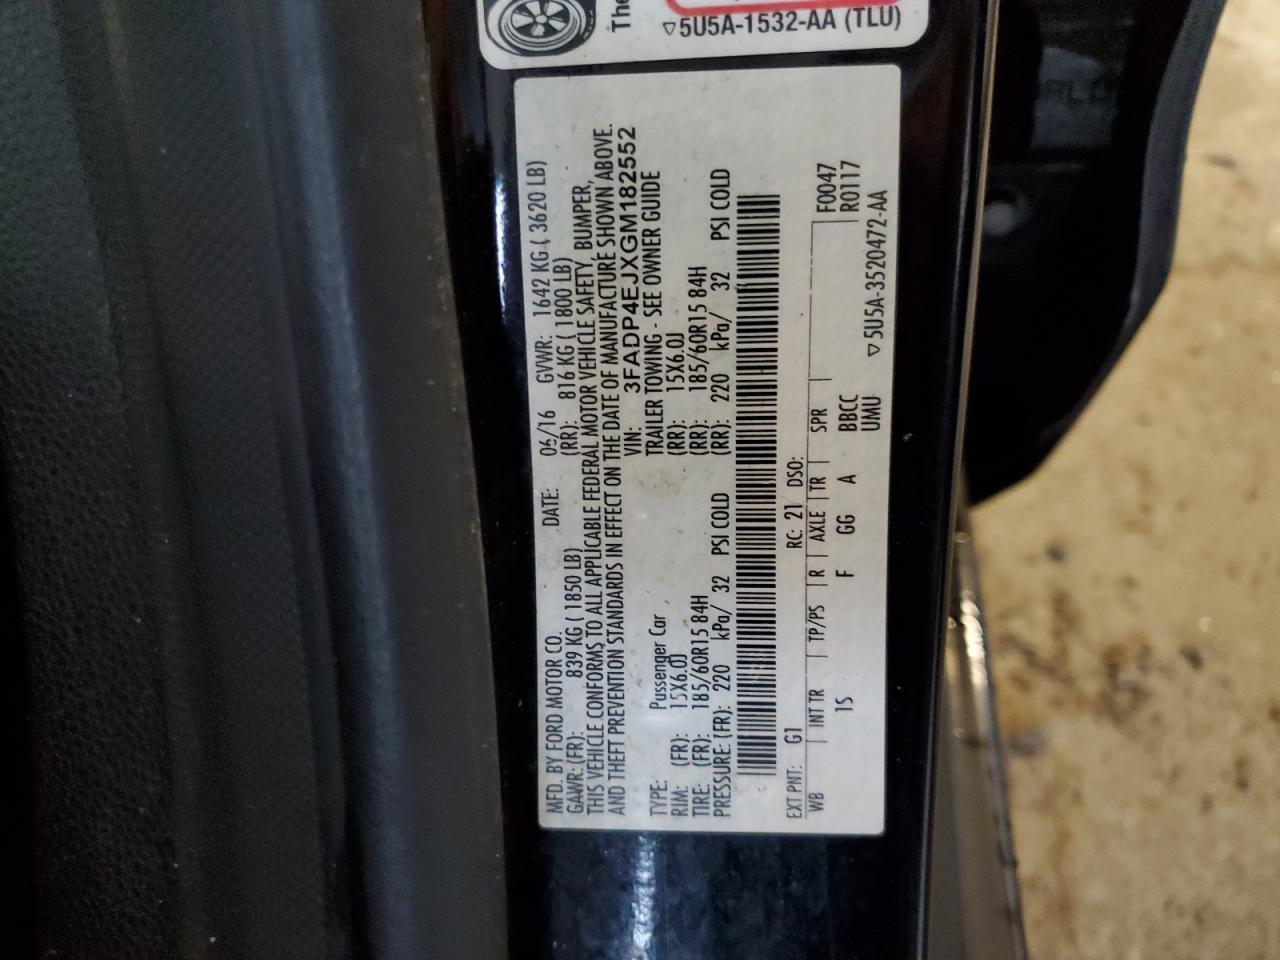 The
▽5U5A-1532-AA (TLU)
MFD. BY FORD MOTOR CO. DATE: 06/16 GVWR: 1642 KG ( 3620 LB)
GAWR: (FR): 839 KG ( 1850 LB) (RR): 816 KG ( 1800 LB)
THIS VEHICLE CONFORMS TO ALL APPLICABLE FEDERAL MOTOR VEHICLE SAFETY, BUMPER,
AND THEFT PREVENTION STANDARDS IN EFFECT ON THE DATE OF MANUFACTURE SHOWN ABOVE.
VIN: 3FADP4EJXGM182552
TYPE: Passenger Car TRAILER TOWING - SEE OWNER GUIDE
RIM: (FR): 15X6.0J (RR): 15X6.0J
TIRE: (FR): 185/60R15 84H (RR): 185/60R15 84H
PRESSURE: (FR): 220 kPa/ 32 PSI COLD (RR): 220 kPa/ 32 PSI COLD
EXT PNT: G1 RC: 21 DSO:
WB INT TR TP/PS R AXLE TR SPR F0047
1S F GG A BBCC R0117
UMU ▽5U5A-3520472-AA